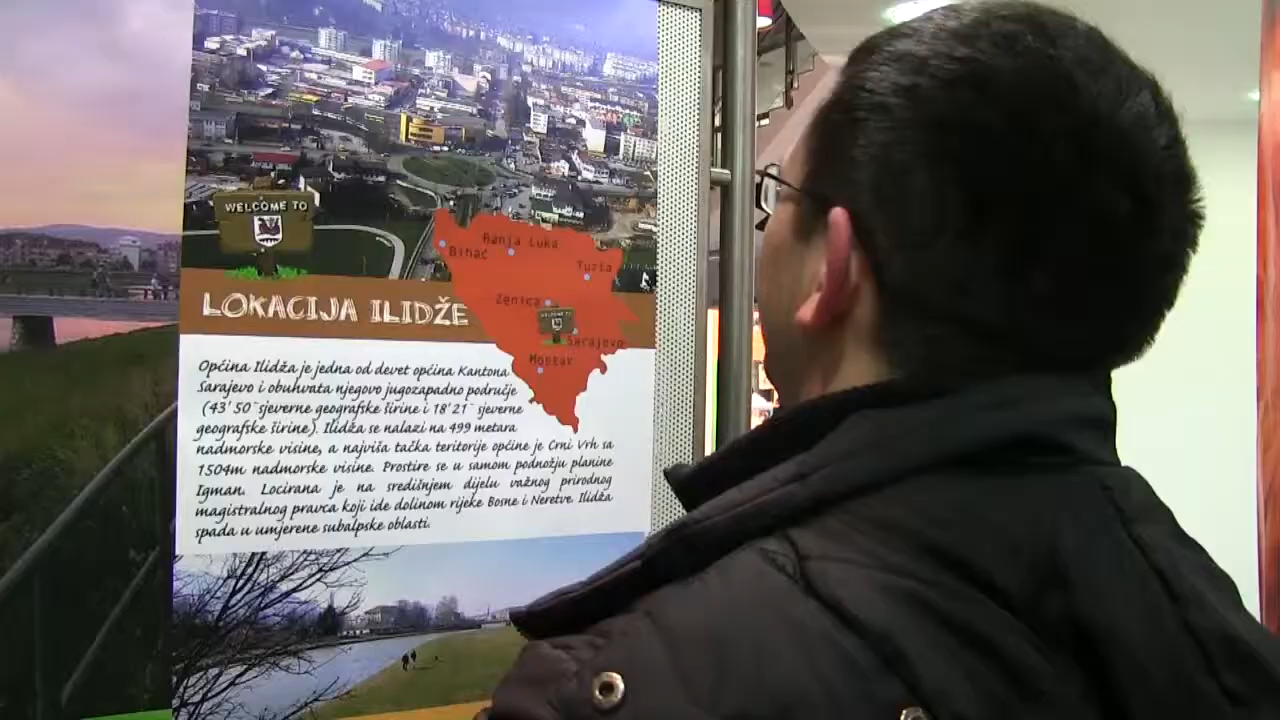 WELCOME TO
Banja Luka
Bihać
Tuzla
Zenica
WELCOME TO
Sarajevo
Mostar
LOKACIJA ILIDŽE
Općina Ilidža je jedna od devet općina Kantona
Sarajevo i obuhvata njegovo jugozapadno područje
(43' 50¨ sjeverne geografske širine i 18' 21¨ sjeverne
geografske širine). Ilidža se nalazi na 499 metara
nadmorske visine, a najviša tačka teritorije općine je Crni Vrh sa
1504m nadmorske visine. Prostire se u samom podnožju planine
Igman. Locirana je na središnjem dijelu važnog prirodnog
magistralnog pravca koji ide dolinom rijeke Bosne i Neretve. Ilidža
spada u umjerene subalpske oblasti.